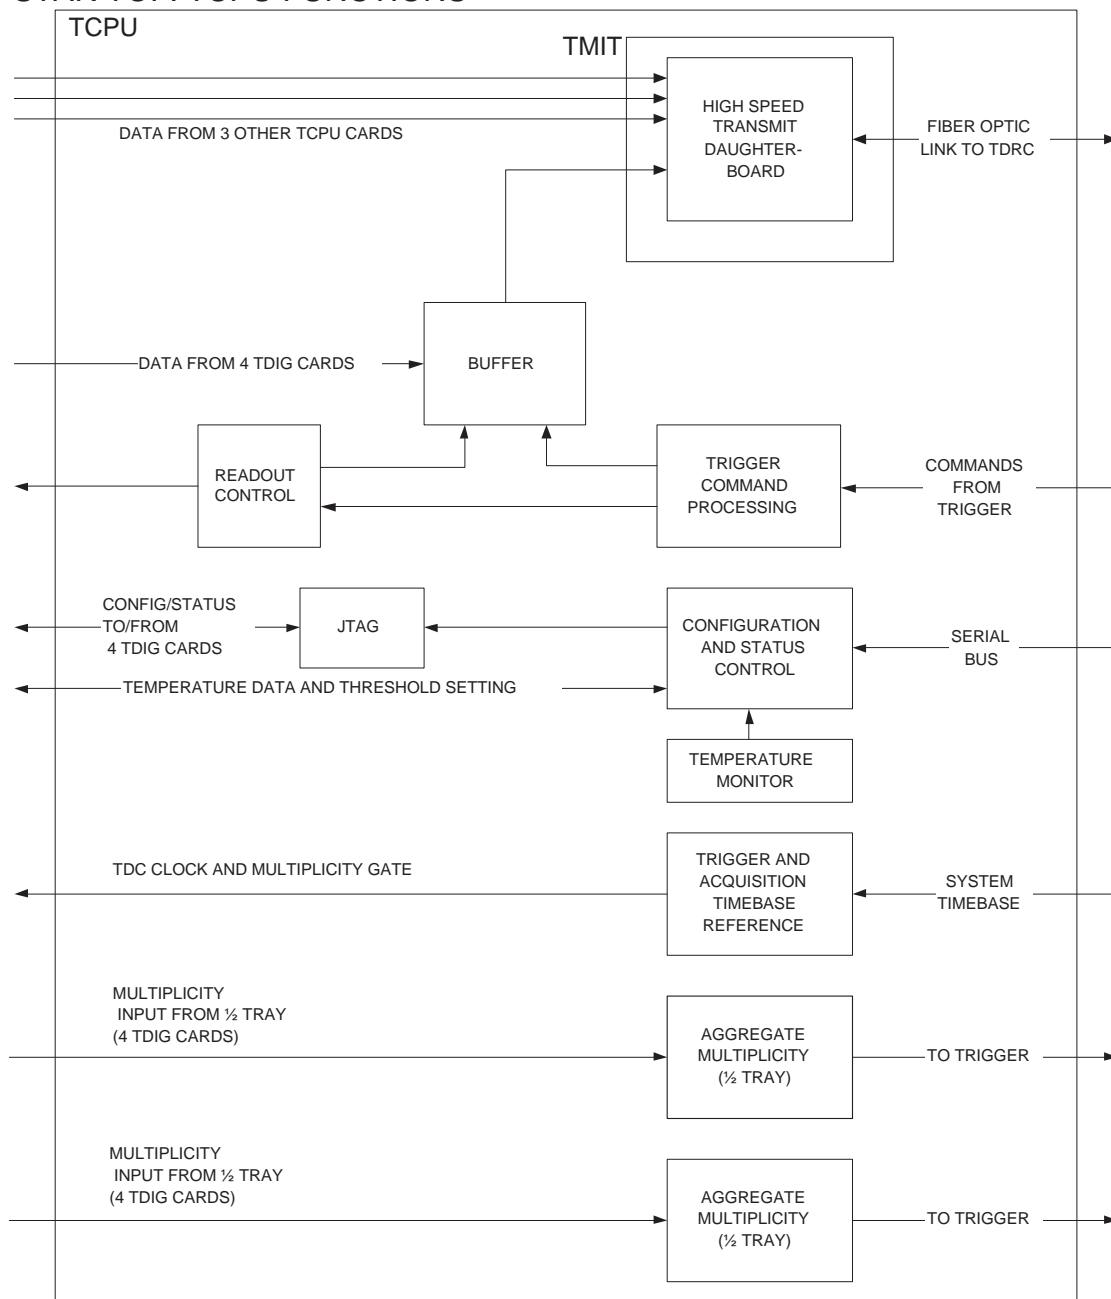 TCPU
TMIT
HIGH SPEED
TRANSMIT
DAUGHTER-
BOARD
FIBER OPTIC
LINK TO TDRC
DATA FROM 3 OTHER TCPU CARDS
DATA FROM 4 TDIG CARDS
BUFFER
READOUT
CONTROL
TRIGGER
COMMAND
PROCESSING
COMMANDS
FROM
TRIGGER
CONFIG/STATUS
TO/FROM
4 TDIG CARDS
JTAG
CONFIGURATION
AND STATUS
CONTROL
SERIAL
BUS
TEMPERATURE DATA AND THRESHOLD SETTING
TEMPERATURE
MONITOR
TDC CLOCK AND MULTIPLICITY GATE
TRIGGER AND
ACQUISITION
TIMEBASE
REFERENCE
SYSTEM
TIMEBASE
MULTIPLICITY
INPUT FROM ½ TRAY
(4 TDIG CARDS)
AGGREGATE
MULTIPLICITY
(½ TRAY)
TO TRIGGER
MULTIPLICITY
INPUT FROM ½ TRAY
(4 TDIG CARDS)
AGGREGATE
MULTIPLICITY
(½ TRAY)
TO TRIGGER